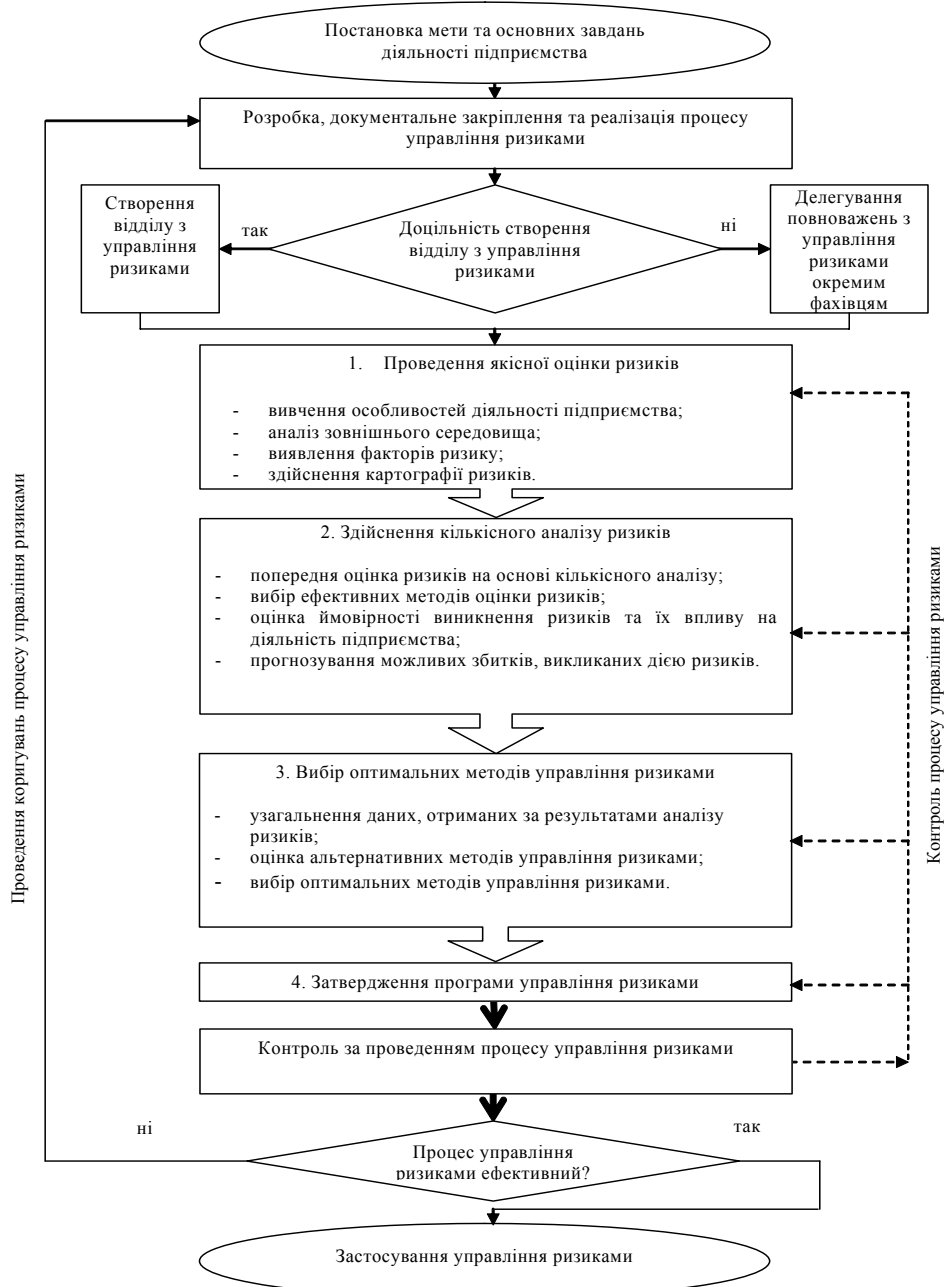 Постановка мети та основних завдань
діяльності підприємства
Розробка, документальне закріплення та реалізація процесу
управління ризиками
Створення
відділу з
управління
ризиками
так
Доцільність створення
відділу з управління
ризиками
ні
Делегування
повноважень з
управління
ризиками
окремим
фахівцям
1. Проведення якісної оцінки ризиків
- вивчення особливостей діяльності підприємства;
- аналіз зовнішнього середовища;
- виявлення факторів ризику;
- здійснення картографії ризиків.
2. Здійснення кількісного аналізу ризиків
- попередня оцінка ризиків на основі кількісного аналізу;
- вибір ефективних методів оцінки ризиків;
- оцінка ймовірності виникнення ризиків та їх впливу на
діяльність підприємства;
- прогнозування можливих збитків, викликаних дією ризиків.
3. Вибір оптимальних методів управління ризиками
- узагальнення даних, отриманих за результатами аналізу
ризиків;
- оцінка альтернативних методів управління ризиками;
- вибір оптимальних методів управління ризиками.
4. Затвердження програми управління ризиками
Контроль за проведенням процесу управління ризиками
ні
Процес управління
ризиками ефективний?
так
Застосування управління ризиками
Проведення коригувань процесу управління ризиками
Контроль процесу управління ризиками